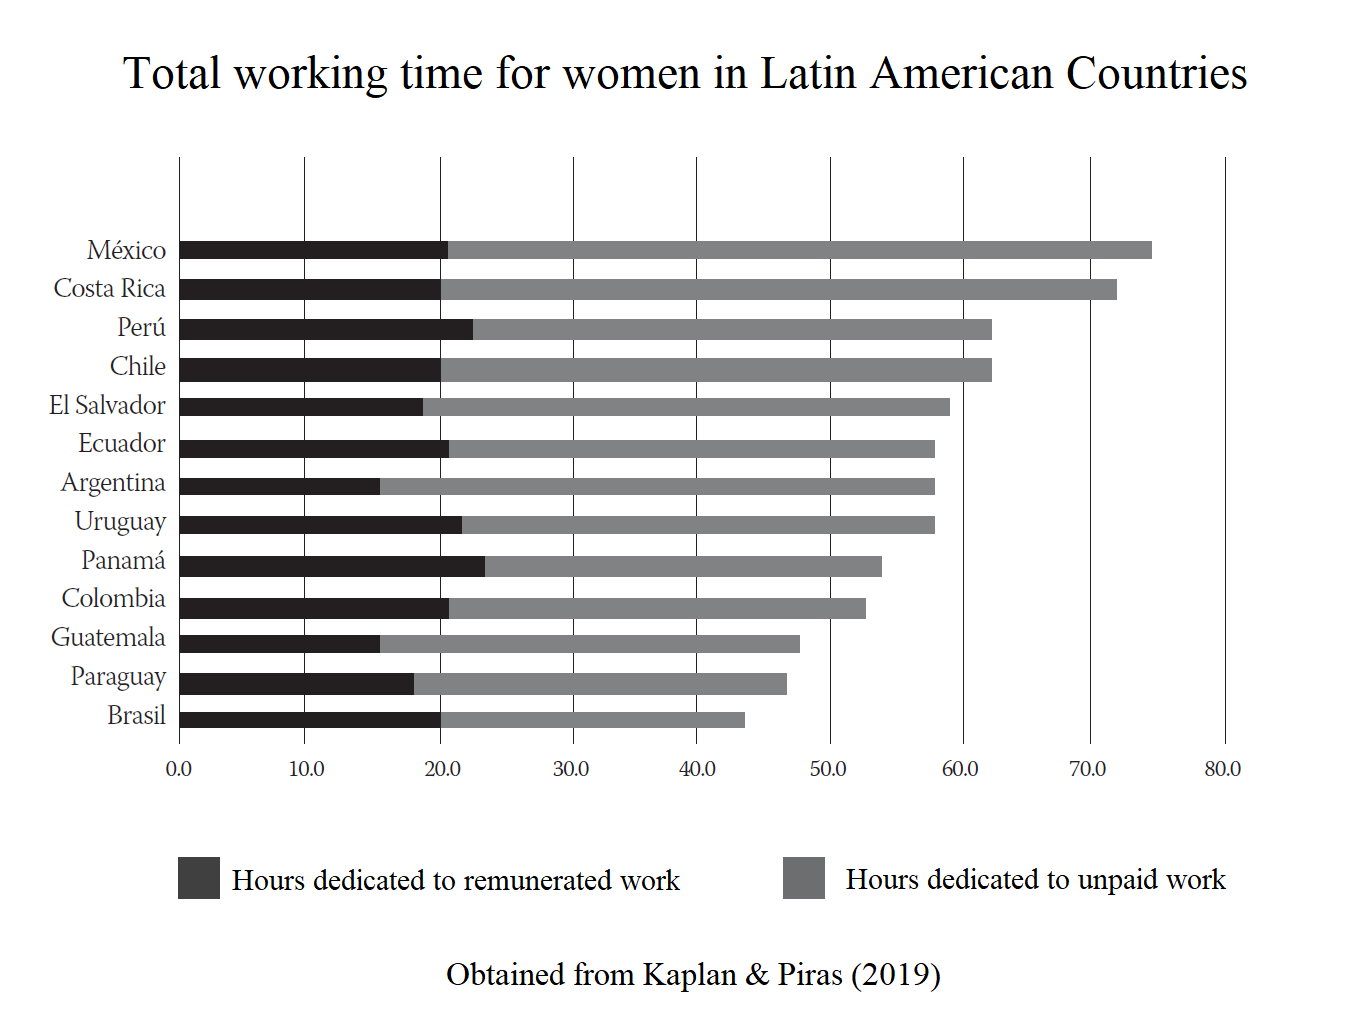 Total working time for women in Latin American Countries
México
Costa Rica
Perú
Chile
El Salvador
Ecuador
Argentina
Uruguay
Panamá
Colombia
Guatemala
Paraguay
Brasil
0.0 10.0 20.0 30.0 40.0 50.0 60.0 70.0 80.0
Hours dedicated to remunerated work Hours dedicated to unpaid work
Obtained from Kaplan & Piras (2019)